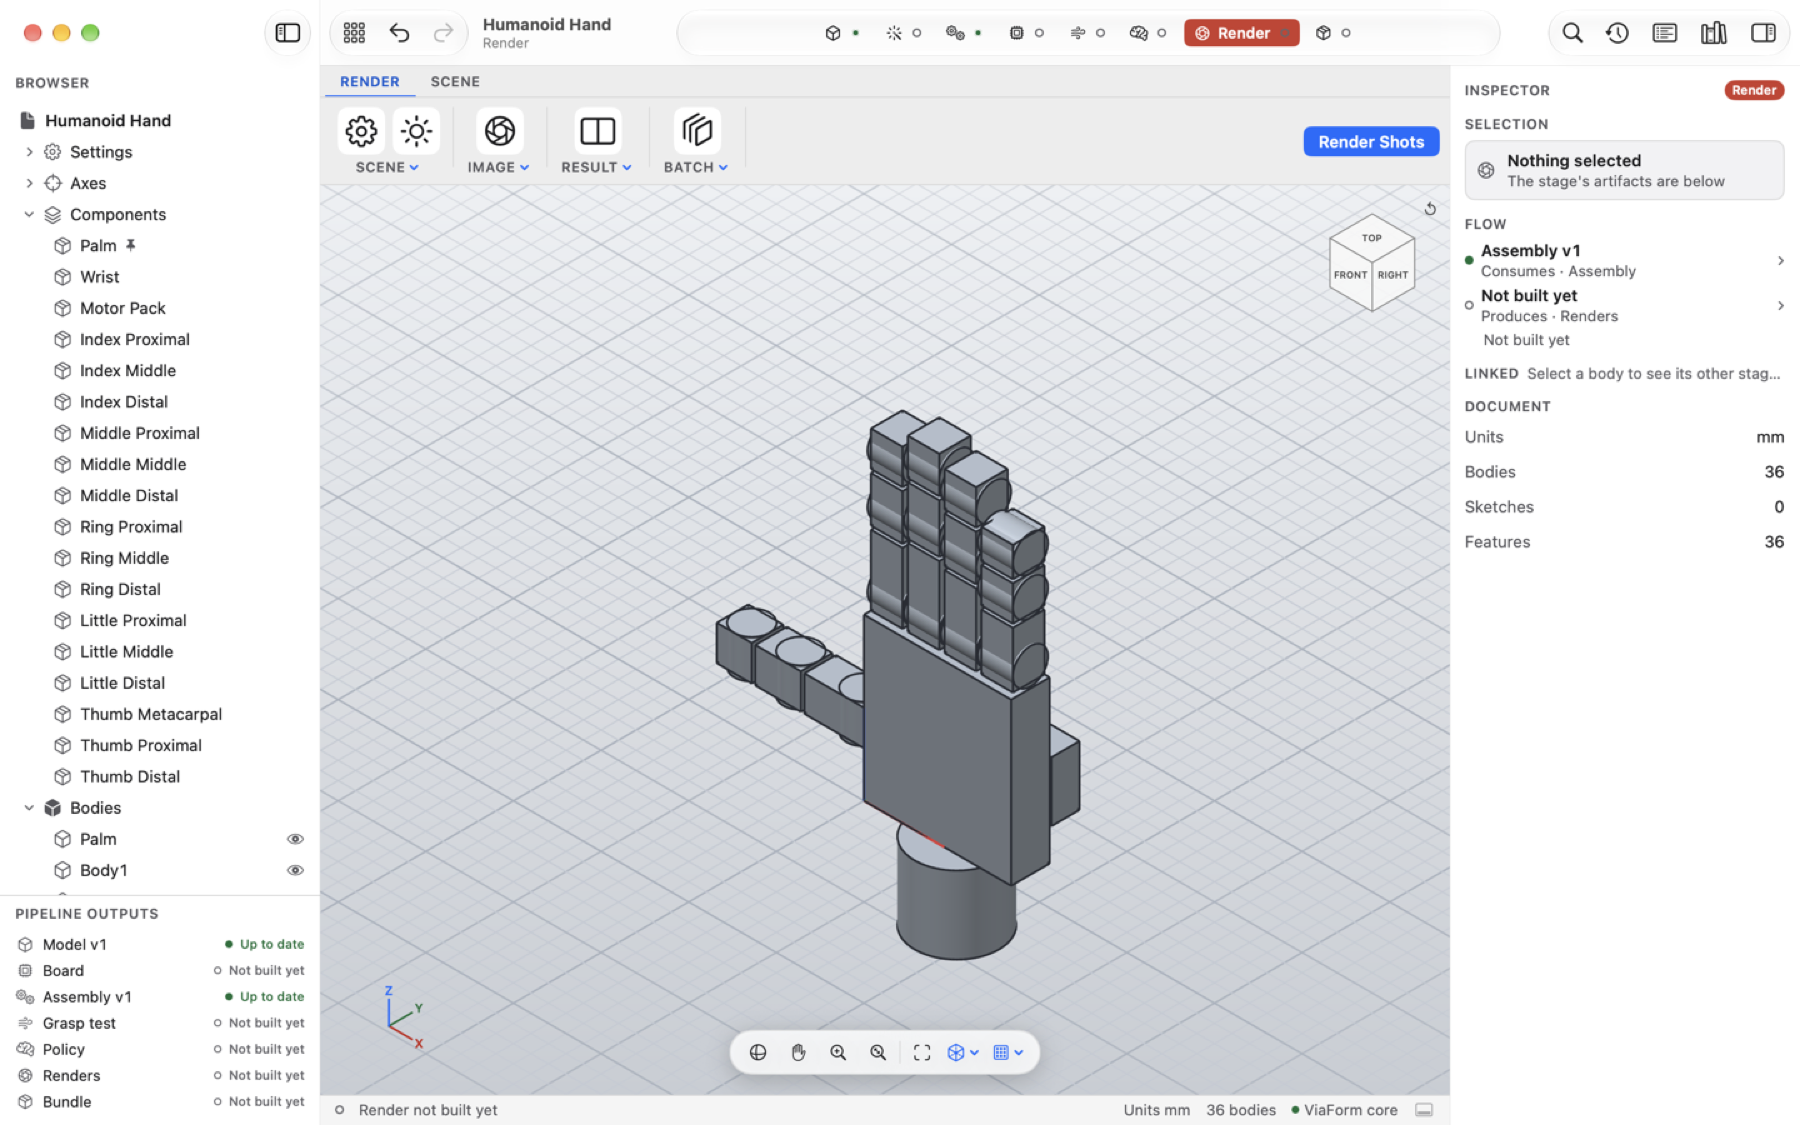 Humanoid Hand
Render
Render
BROWSER
Humanoid Hand
Settings
Axes
Components
Palm
Wrist
Motor Pack
Index Proximal
Index Middle
Index Distal
Middle Proximal
Middle Middle
Middle Distal
Ring Proximal
Ring Middle
Ring Distal
Little Proximal
Little Middle
Little Distal
Thumb Metacarpal
Thumb Proximal
Thumb Distal
Bodies
Palm
Body1
PIPELINE OUTPUTS
Model v1 Up to date
Board Not built yet
Assembly v1 Up to date
Grasp test Not built yet
Policy Not built yet
Renders Not built yet
Bundle Not built yet
RENDER SCENE
SCENE IMAGE RESULT BATCH
Render Shots
TOP
FRONT RIGHT
Z
Y
X
Render not built yet
Units mm 36 bodies ViaForm core
INSPECTOR Render
SELECTION
Nothing selected
The stage's artifacts are below
FLOW
Assembly v1
Consumes · Assembly
Not built yet
Produces · Renders
Not built yet
LINKED Select a body to see its other stag...
DOCUMENT
Units mm
Bodies 36
Sketches 0
Features 36